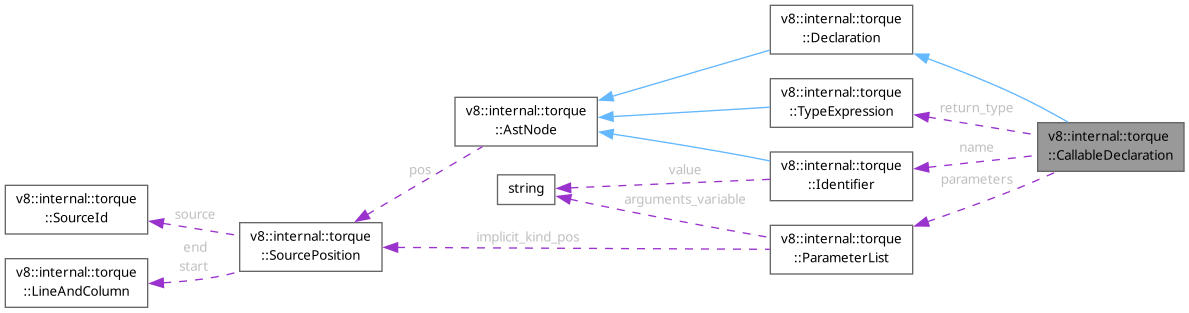 v8::internal::torque
::Declaration
v8::internal::torque
::TypeExpression
return_type
v8::internal::torque
::AstNode
v8::internal::torque
::CallableDeclaration
name
v8::internal::torque
::Identifier
value
pos
string
parameters
arguments_variable
v8::internal::torque
::SourceId
source
v8::internal::torque
::SourcePosition
implicit_kind_pos
v8::internal::torque
::ParameterList
end
start
v8::internal::torque
::LineAndColumn